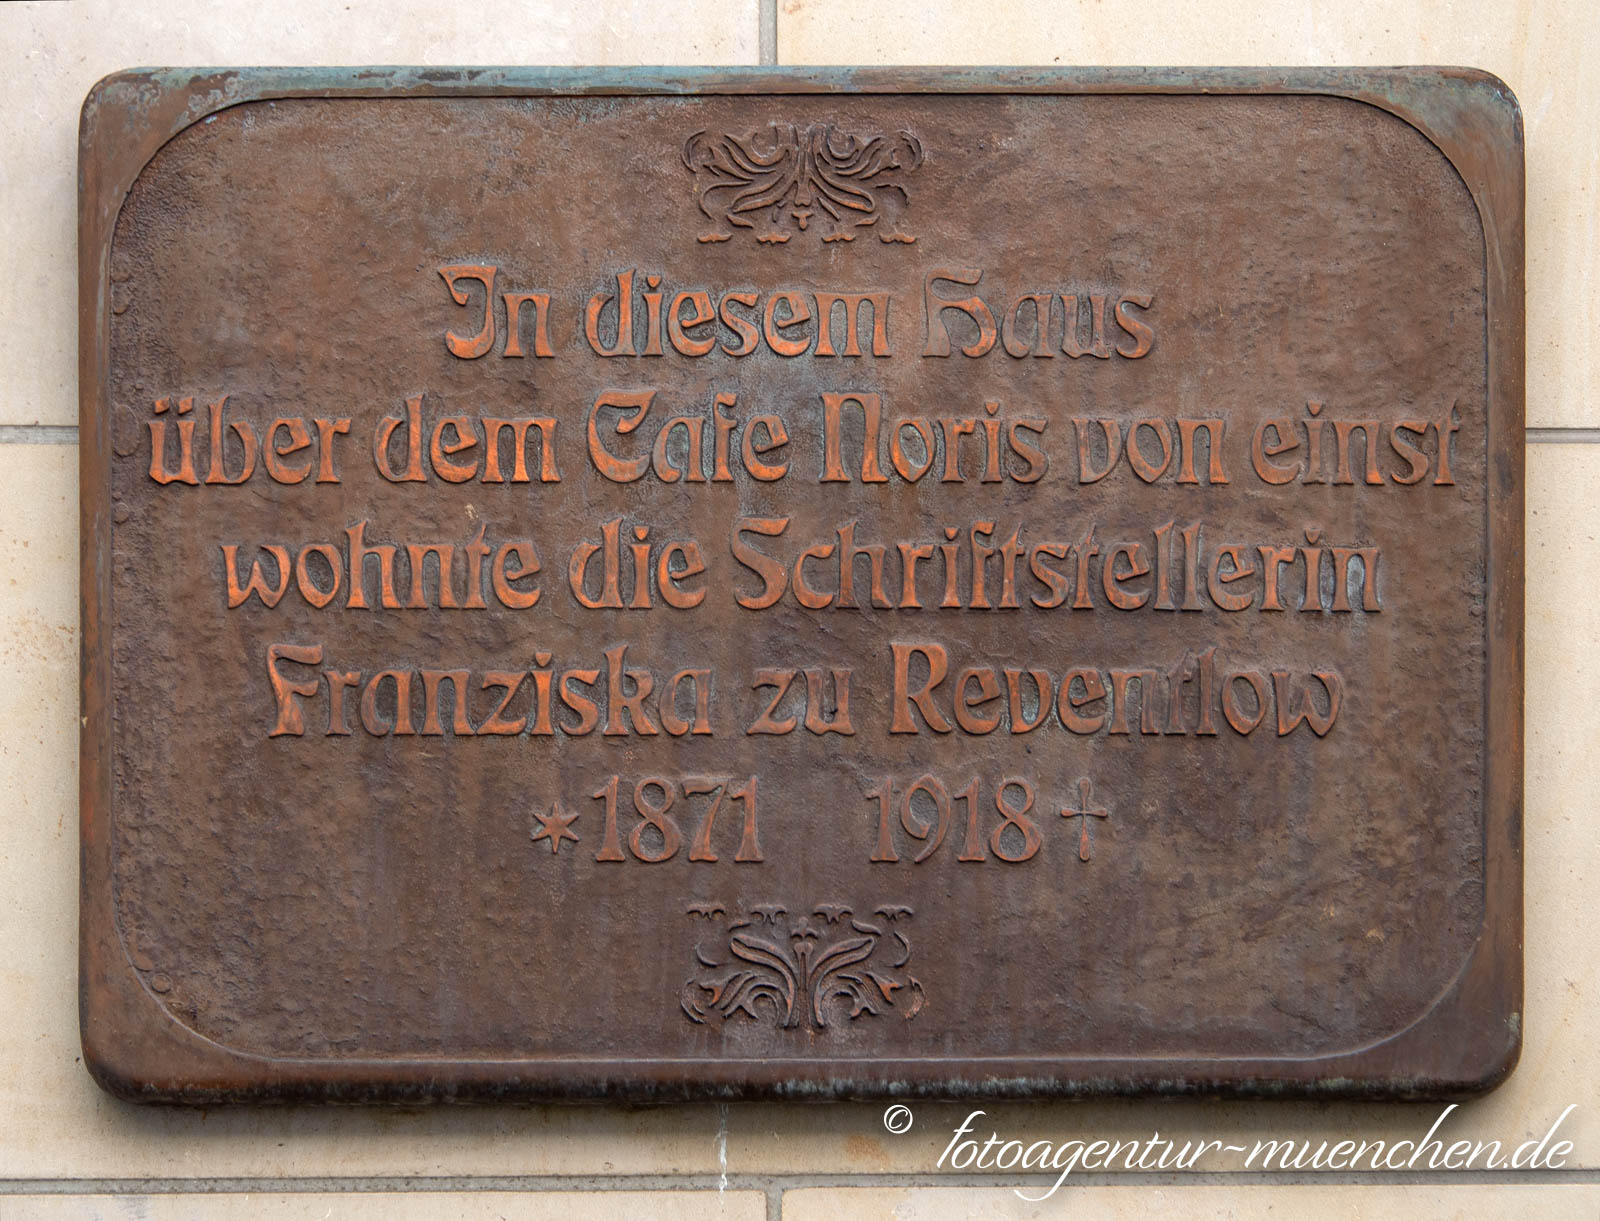 In diesem Haus
über dem Cafe Noris von einst
wohnte die Schriftstellerin
Franziska zu Reventlow
* 1871 1918 †
© fotoagentur-muenchen.de